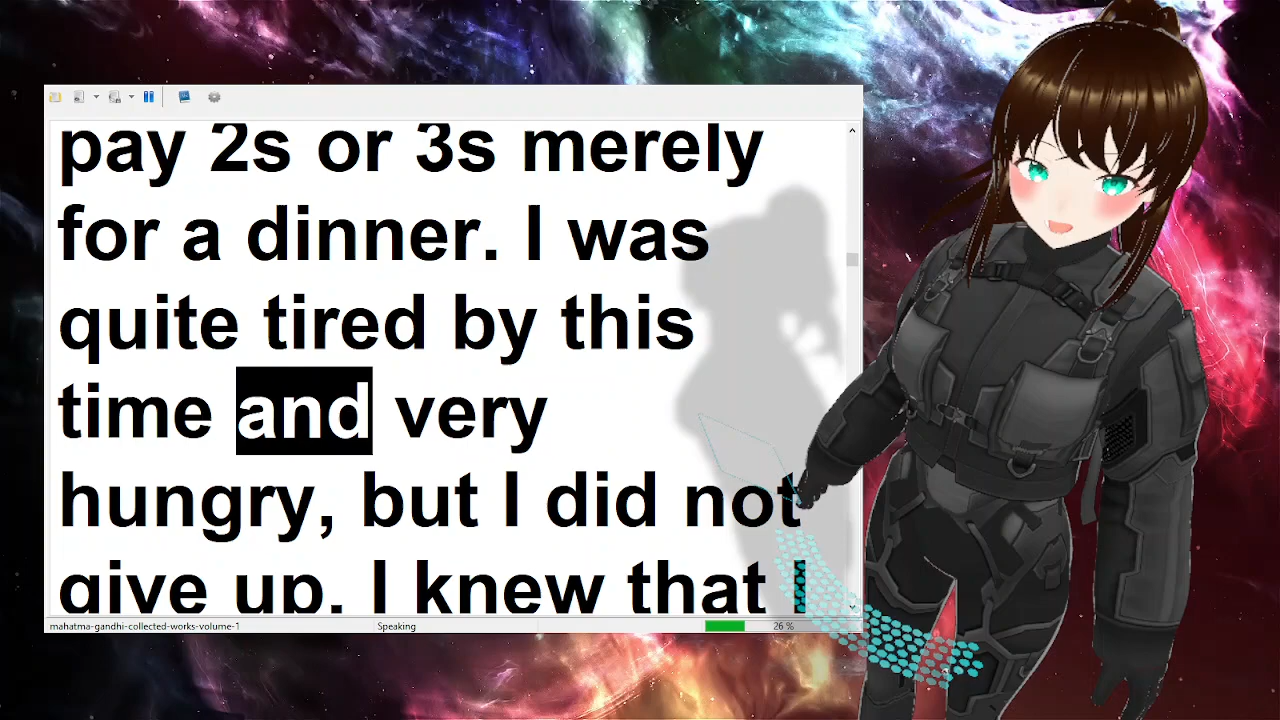 pay 2s or 3s merely
for a dinner. I was
quite tired by this
time and very
hungry, but I did not
give up. I knew that I
mahatma-gandhi-collected-works-volume-1 Speaking 26 %